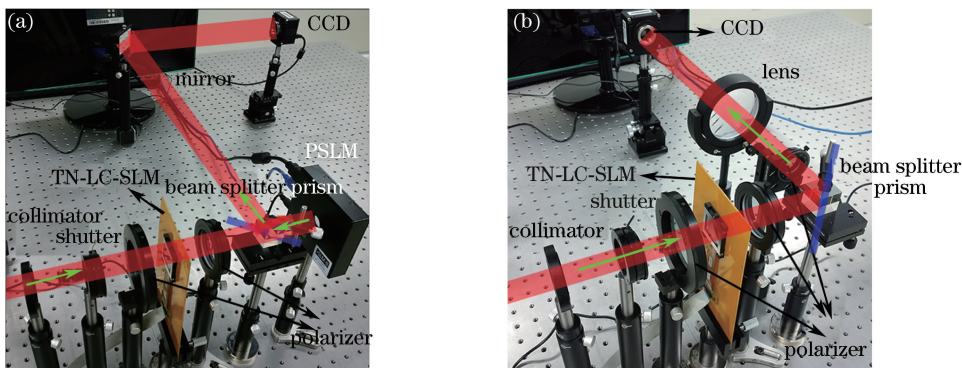 (a)
CCD
mirror
PSLM
TN-LC-SLM
beam splitter prism
collimator
shutter
polarizer
(b)
CCD
lens
TN-LC-SLM
beam splitter
prism
shutter
collimator
polarizer